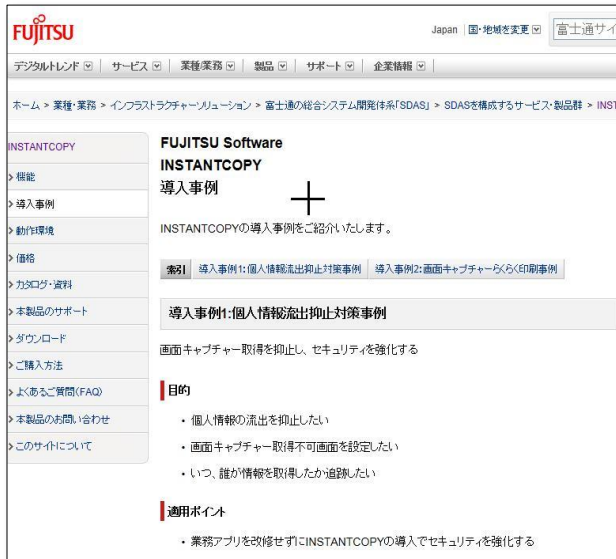 FUJITSU
Japan 国・地域を変更 富士通サイ
デジタルトレンド サービス 業種/業務 製品 サポート 企業情報
ホーム > 業種・業務 > インフラストラクチャーソリューション > 富士通の総合システム開発体系「SDAS」 > SDASを構成するサービス・製品群 > INST
INSTANTCOPY
機能
導入事例
動作環境
価格
カタログ・資料
本製品のサポート
ダウンロード
ご購入方法
よくあるご質問(FAQ)
本製品のお問い合わせ
このサイトについて
FUJITSU Software
INSTANTCOPY
導入事例
INSTANTCOPYの導入事例をご紹介いたします。
索引 導入事例1:個人情報流出抑止対策事例 導入事例2:画面キャプチャーらくらく印刷事例
導入事例1:個人情報流出抑止対策事例
画面キャプチャー取得を抑止し、セキュリティを強化する
目的
・個人情報の流出を抑止したい
・画面キャプチャー取得不可画面を設定したい
・いつ、誰が情報を取得したか追跡したい
適用ポイント
・業務アプリを改修せずにINSTANTCOPYの導入でセキュリティを強化する